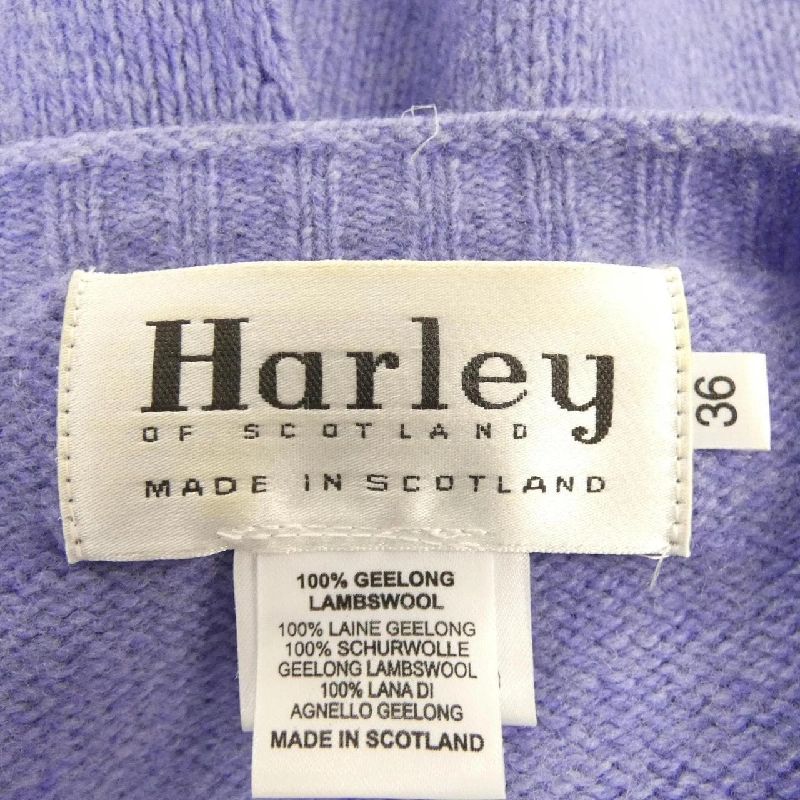 Harley
OF SCOTLAND
MADE IN SCOTLAND
36
100% GEELONG
LAMBSWOOL
100% LAINE GEELONG
100% SCHURWOLLE
GEELONG LAMBSWOOL
100% LANA DI
AGNELLO GEELONG
MADE IN SCOTLAND